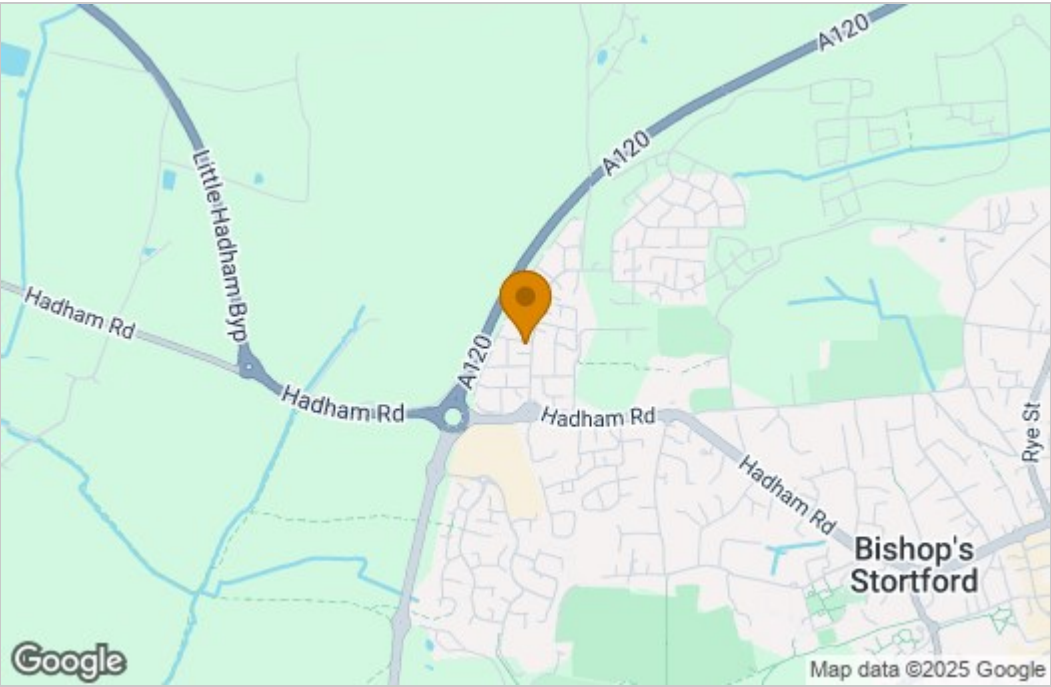 A120
A120
Little Hadham Byp
Hadham Rd
A120
Hadham Rd
Hadham Rd
Hadham Rd
Rye St
Bishop's
Stortford
Google
Map data ©2025 Google